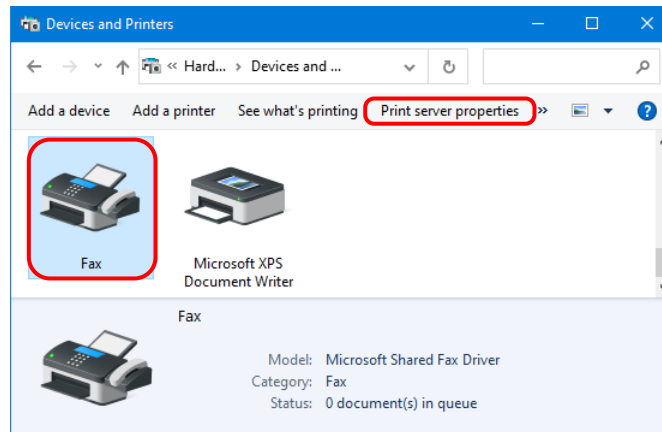 Devices and Printers
« Hard... › Devices and ...
Add a device Add a printer See what's printing Print server properties »
Fax
Microsoft XPS
Document Writer
Fax
Model: Microsoft Shared Fax Driver
Category: Fax
Status: 0 document(s) in queue